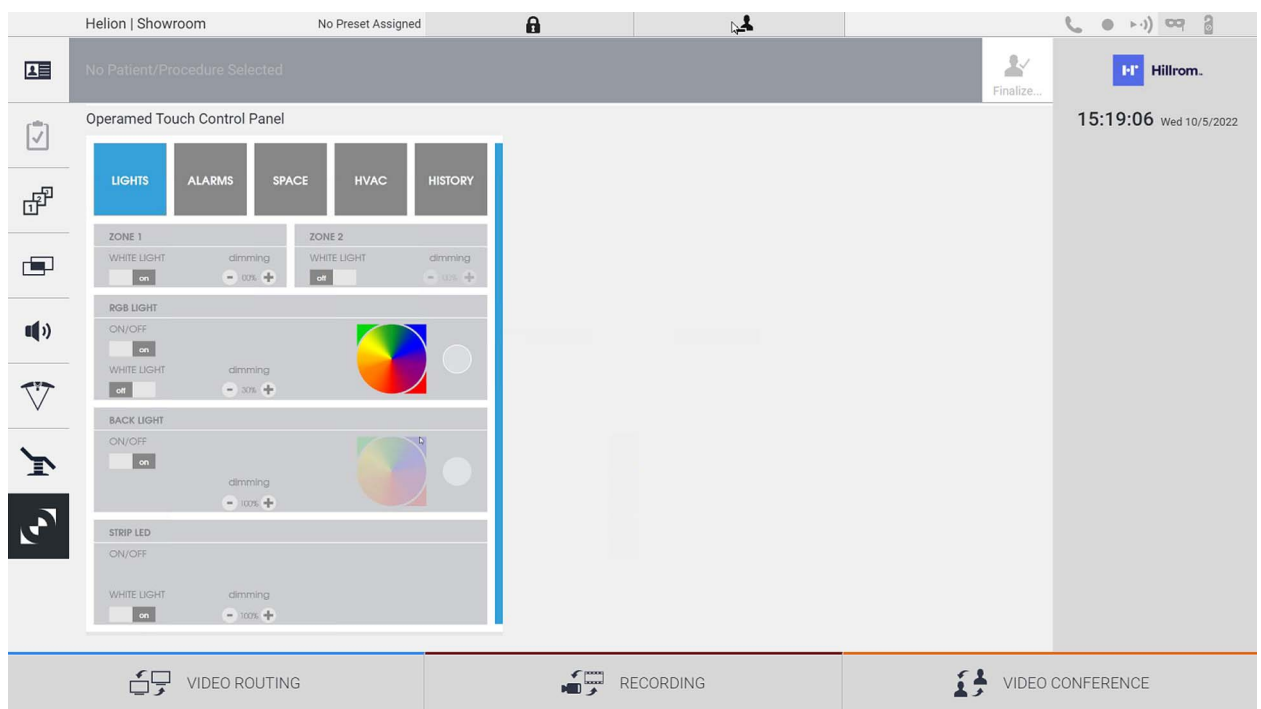 Helion | Showroom
No Preset Assigned
No Patient/Procedure Selected
Finalize...
Hillrom™
15:19:06 Wed 10/5/2022
Operamed Touch Control Panel
LIGHTS ALARMS SPACE HVAC HISTORY
ZONE 1
WHITE LIGHT dimming
on
ZONE 2
WHITE LIGHT dimming
off
RGB LIGHT
ON/OFF
on
WHITE LIGHT dimming
off 30%
BACK LIGHT
ON/OFF
on
dimming
100%
STRIP LED
ON/OFF
WHITE LIGHT dimming
on 100%
VIDEO ROUTING RECORDING VIDEO CONFERENCE